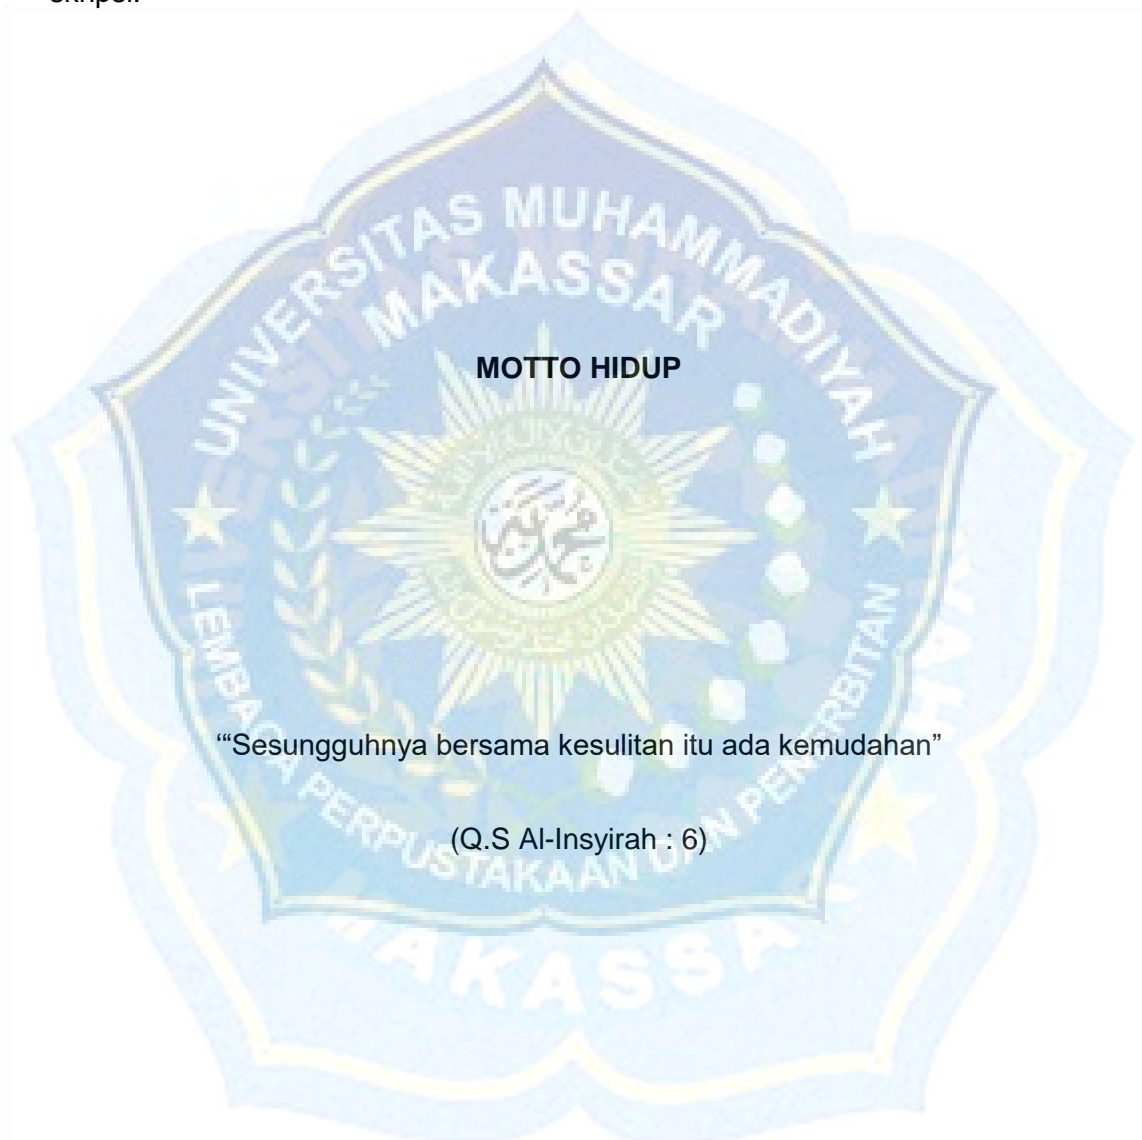 UNIVERSITAS MUHAMMADIYAH
MAKASSAR
MOTTO HIDUP
محمدية
‘“Sesungguhnya bersama kesulitan itu ada kemudahan”
(Q.S Al-Insyirah : 6)
LEMBAGA PERPUSTAKAAN DAN PENERBITAN
MAKASSAR